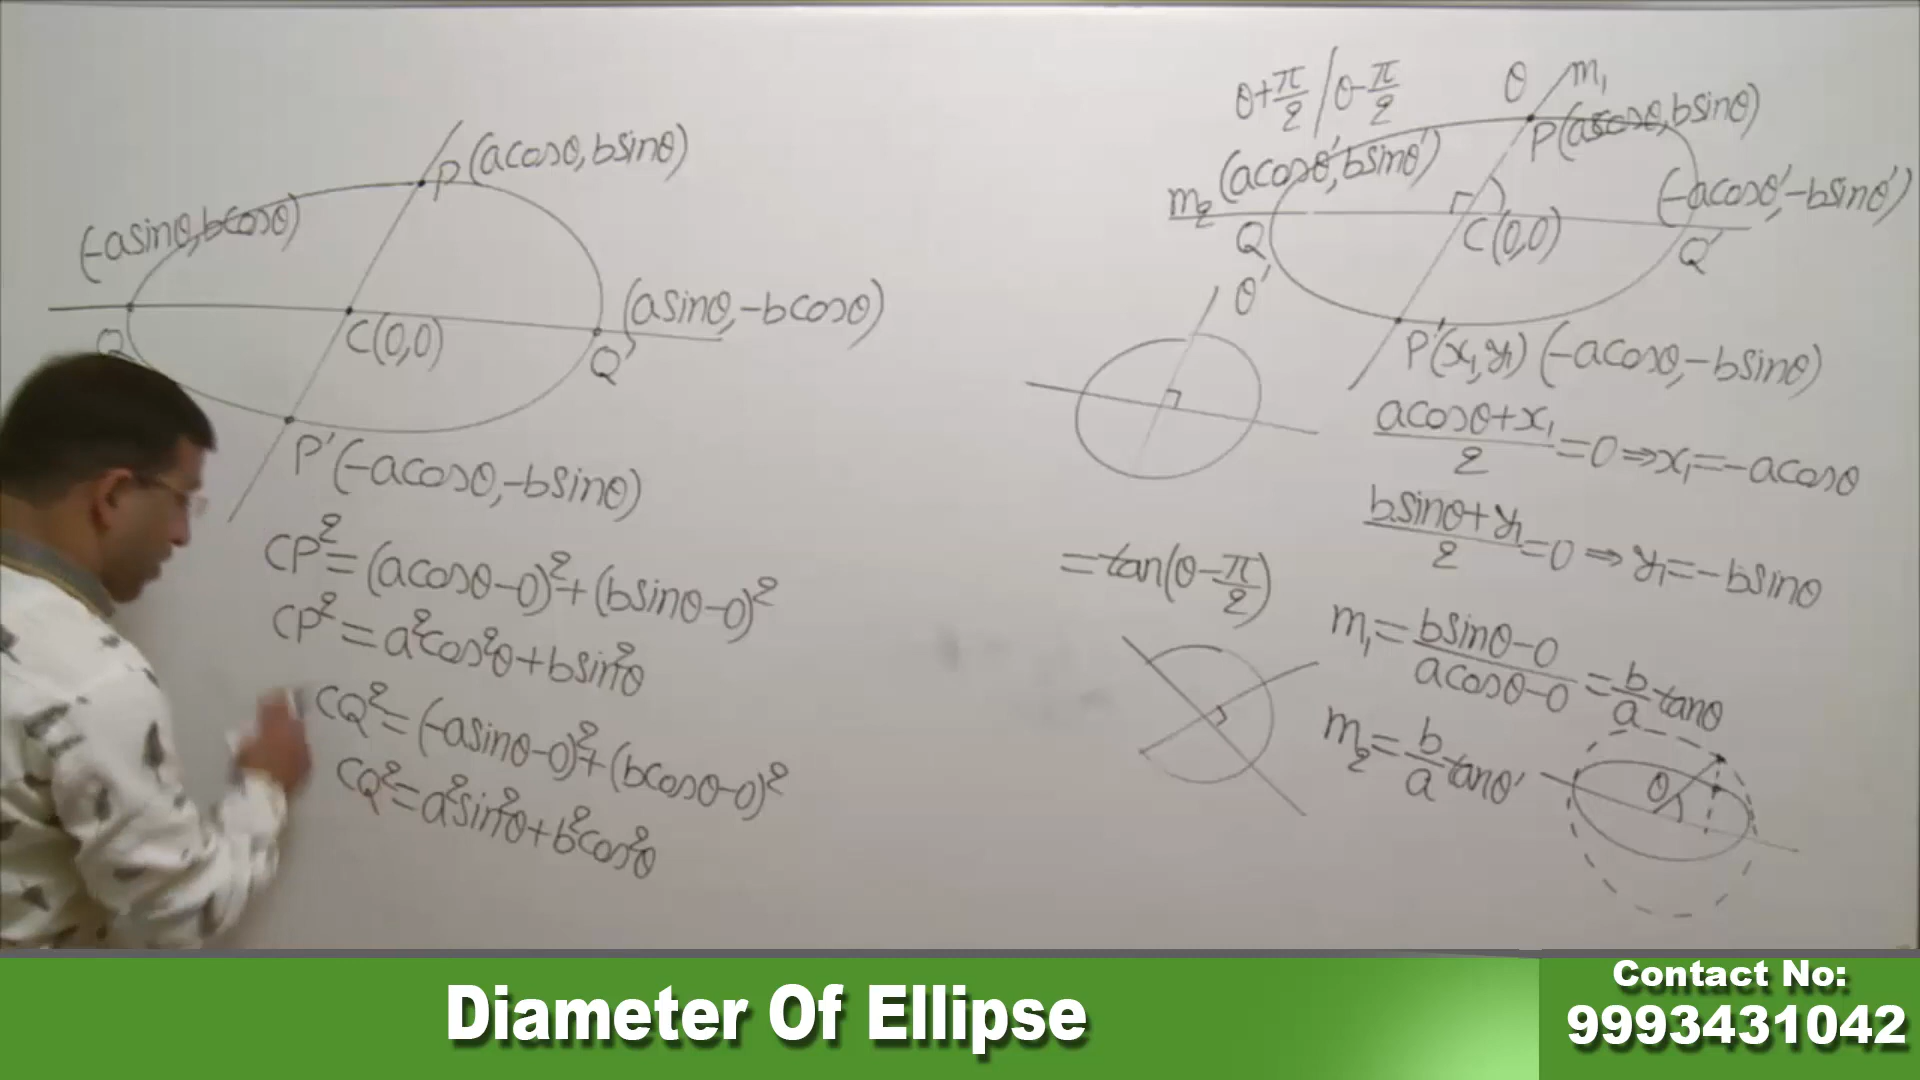 P(acosθ, bsinθ)
(-asinθ, bcosθ)
(asinθ, -bcosθ)
C(0,0)
Q
Q'
P'(-acosθ, -bsinθ)
CP²=(acosθ-0)²+(bsinθ-0)²
CP²=a²cos²θ+bsin²θ
CQ²=(-asinθ-0)²+(bcosθ-0)²
CQ²=a²sin²θ+b²cos²θ
θ+π/2 / θ-π/2
θ
m₁
P(acosθ, bsinθ)
m₂
(acosθ', bsinθ')
(-acosθ', -bsinθ')
Q
C(0,0)
Q'
θ'
P'(x₁, y₁) (-acosθ, -bsinθ)
(acosθ+x₁)/2=0⇒x₁=-acosθ
(bsinθ+y₁)/2=0⇒y₁=-bsinθ
=tan(θ-π/2)
m₁=(bsinθ-0)/(acosθ-0)=b/a tanθ
m₂=b/a tanθ'
θ
Diameter Of Ellipse
Contact No:
9993431042